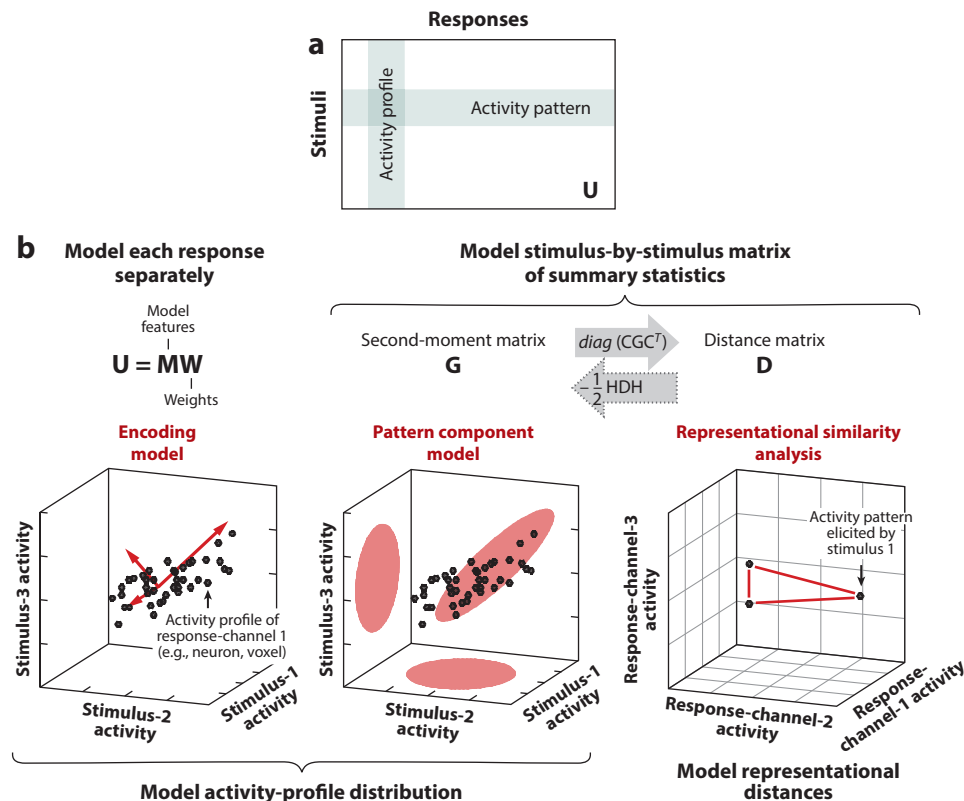 Responses
a
Stimuli
Activity profile
Activity pattern
U
b
Model each response
separately
Model stimulus-by-stimulus matrix
of summary statistics
Model
features
U = MW
Weights
Second-moment matrix
G
diag (CGC^T)
-1/2 HDH
Distance matrix
D
Encoding
model
Pattern component
model
Representational similarity
analysis
Stimulus-3 activity
Activity profile of
response-channel 1
(e.g., neuron, voxel)
Stimulus-2
activity
Stimulus-1
activity
Stimulus-3 activity
Stimulus-2
activity
Stimulus-1
activity
Response-channel-3
activity
Activity pattern
elicited by
stimulus 1
Response-channel-2
activity
Response-
channel-1 activity
Model activity-profile distribution
Model representational
distances